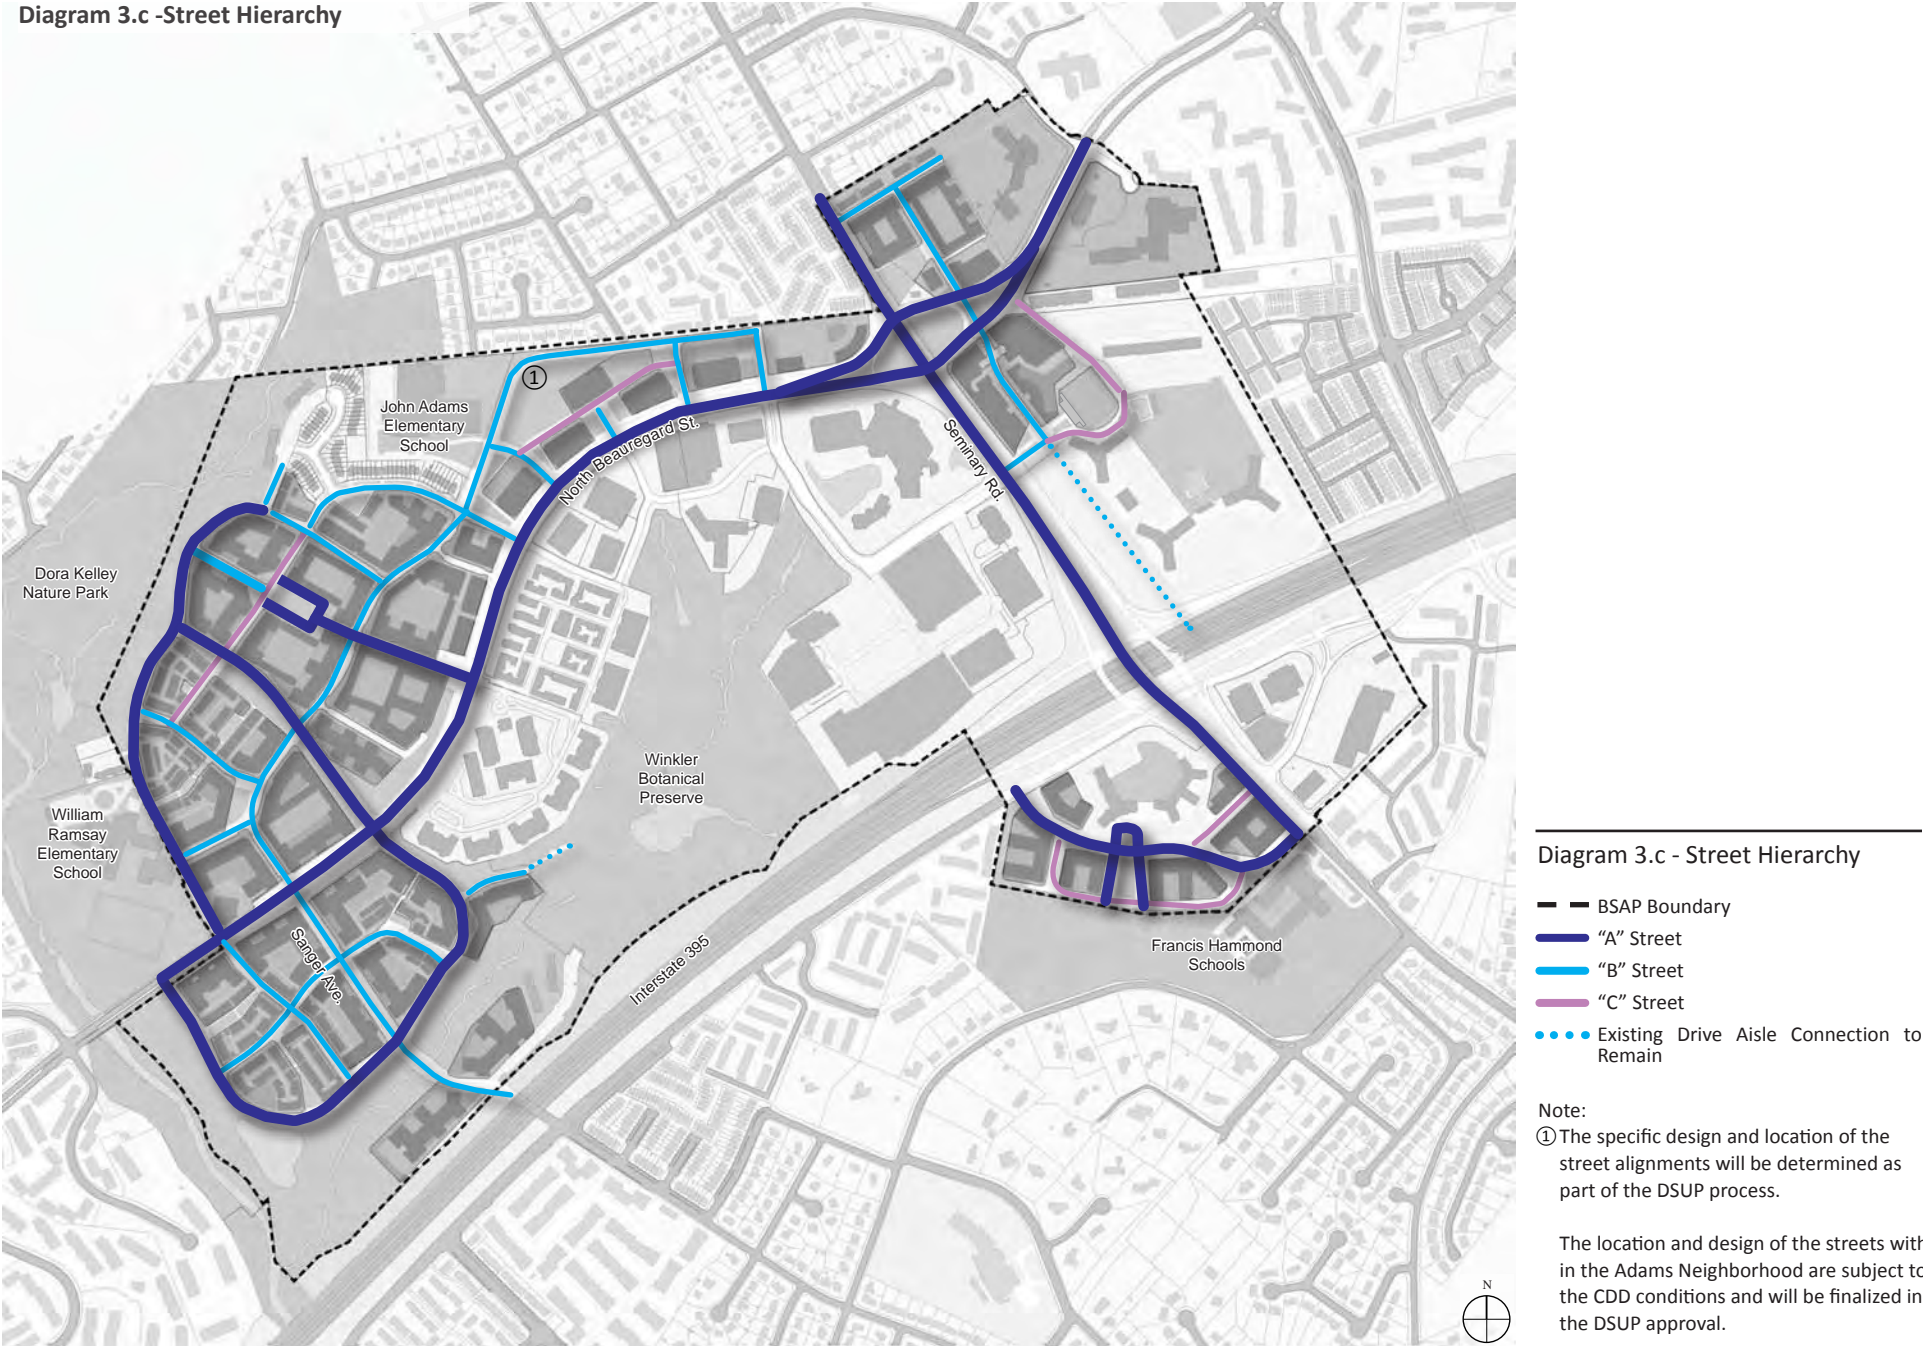 Diagram 3.c -Street Hierarchy
1
John Adams
Elementary
School
North Beauregard St.
Seminary Rd.
Dora Kelley
Nature Park
Winkler
Botanical
Preserve
William
Ramsay
Elementary
School
Sanger Ave.
Interstate 395
Francis Hammond
Schools
N
Diagram 3.c - Street Hierarchy
BSAP Boundary
“A” Street
“B” Street
“C” Street
Existing Drive Aisle Connection to
Remain
Note:
1 The specific design and location of the
street alignments will be determined as
part of the DSUP process.
The location and design of the streets with
in the Adams Neighborhood are subject to
the CDD conditions and will be finalized in
the DSUP approval.